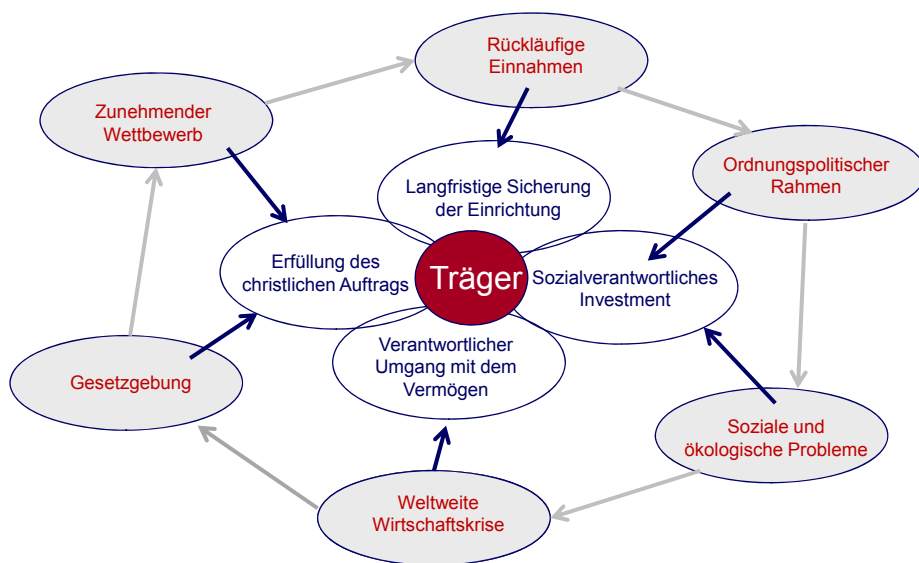 Rückläufige
Einnahmen
Zunehmender
Wettbewerb
Ordnungspolitischer
Rahmen
Langfristige Sicherung
der Einrichtung
Erfüllung des
christlichen Auftrags
Träger
Sozialverantwortliches
Investment
Verantwortlicher
Umgang mit dem
Vermögen
Gesetzgebung
Soziale und
ökologische Probleme
Weltweite
Wirtschaftskrise